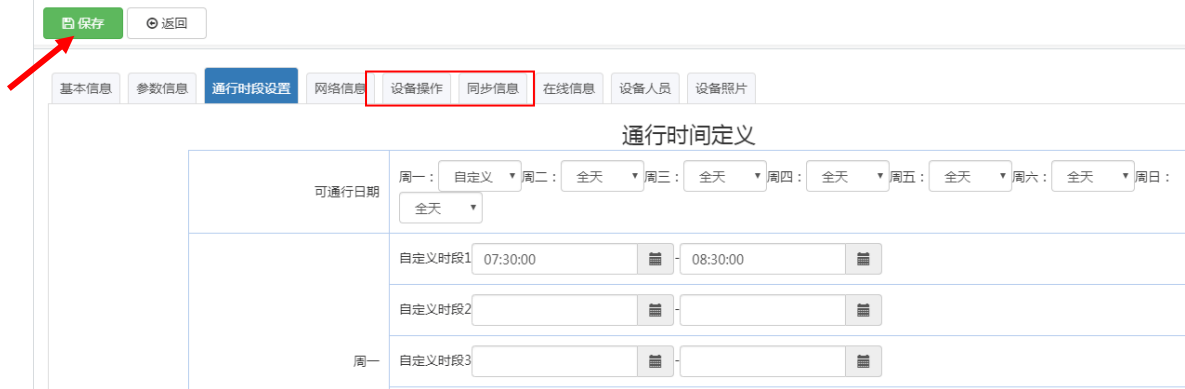 保存 返回
基本信息 参数信息 通行时段设置 网络信息 设备操作 同步信息 在线信息 设备人员 设备照片
通行时间定义
可通行日期 周一： 自定义 周二： 全天 周三： 全天 周四： 全天 周五： 全天 周六： 全天 周日：
全天
自定义时段1 07:30:00 - 08:30:00
自定义时段2 -
周一 自定义时段3 -